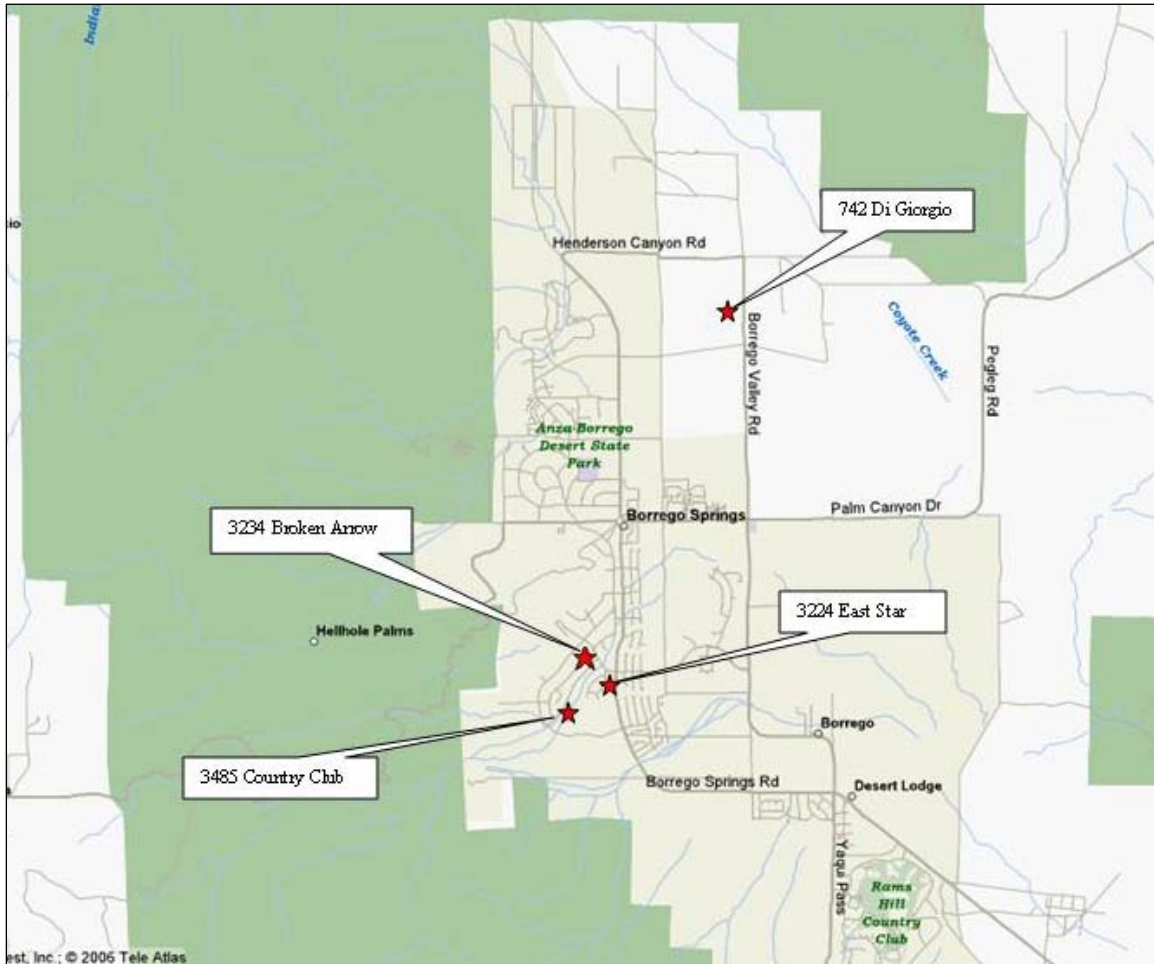 Indian
742 Di Giorgio
io
Henderson Canyon Rd
Coyote Creek
Borrego Valley Rd
Pegleg Rd
Anza-Borrego
Desert State
Park
3234 Broken Arrow
Borrego Springs
Palm Canyon Dr
3224 East Star
Hellhole Palms
Borrego
3485 Country Club
Borrego Springs Rd
Desert Lodge
s
Yaqui Pass
Rams
Hill
Country
Club
est, Inc.; © 2006 Tele Atlas